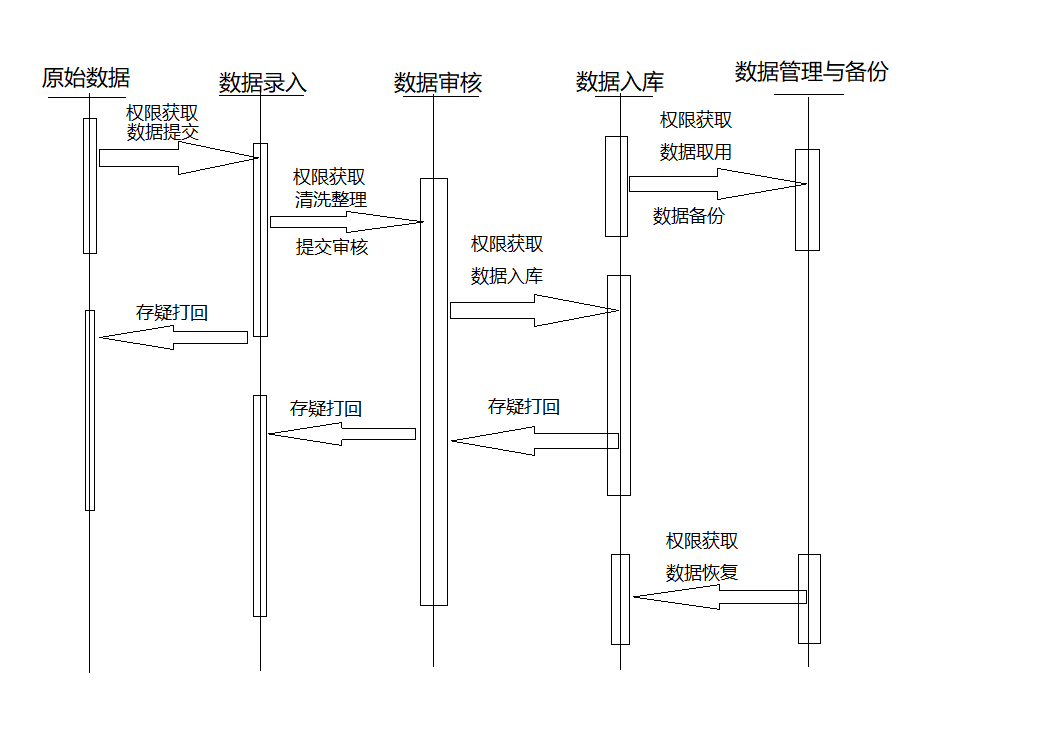 原始数据
数据录入
数据审核
数据入库
数据管理与备份
权限获取
数据提交
权限获取
清洗整理
提交审核
权限获取
数据入库
权限获取
数据取用
数据备份
存疑打回
存疑打回
存疑打回
权限获取
数据恢复